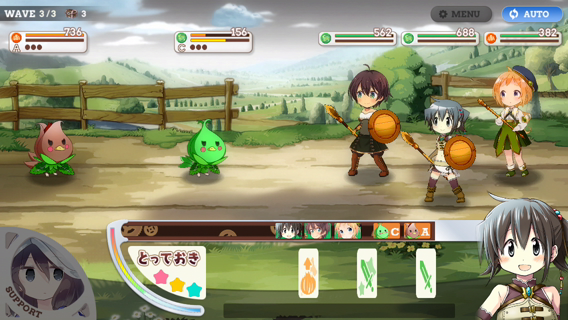 WAVE 3/3 3 MENU AUTO
736 156 562 688 382
A C
C A
とっておき
SUPPORT